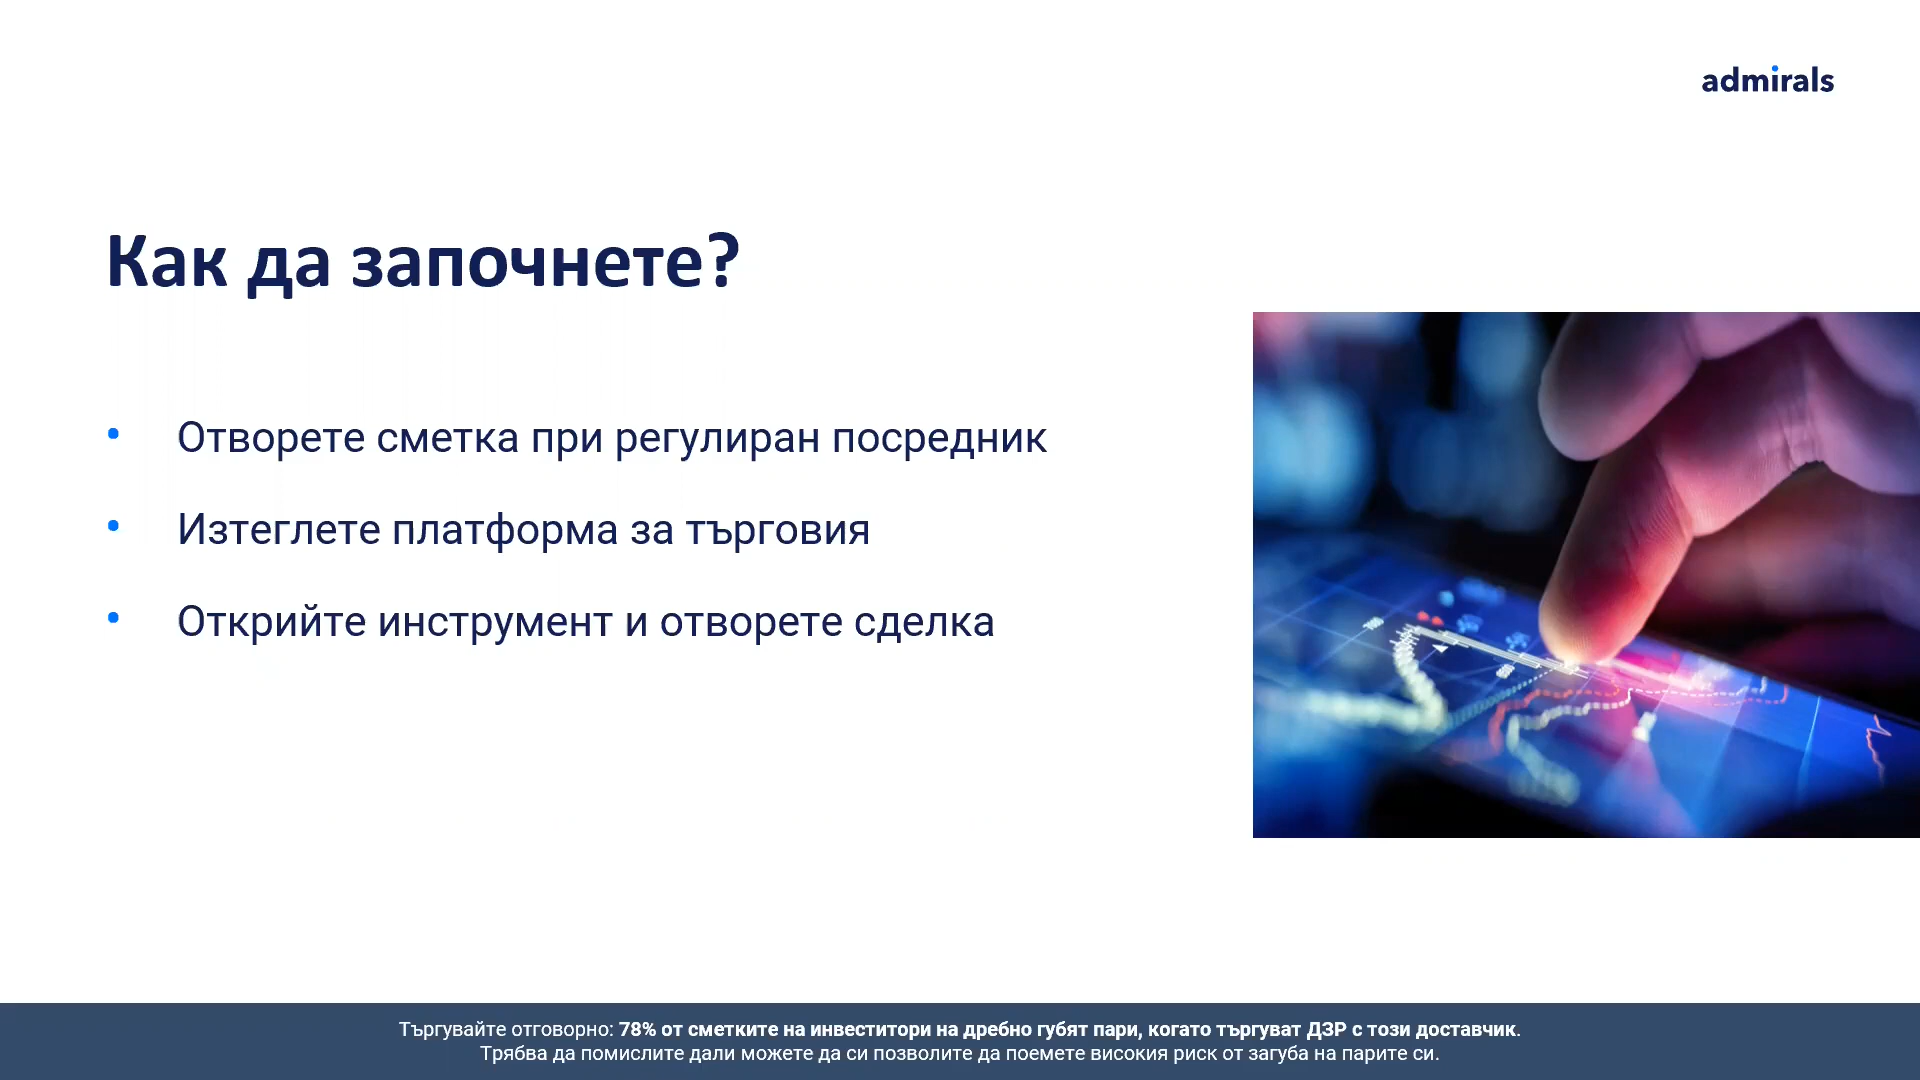 admirals
Как да започнете?
• Отворете сметка при регулиран посредник
• Изтеглете платформа за търговия
• Открийте инструмент и отворете сделка
Търгувайте отговорно: 78% от сметките на инвеститори на дребно губят пари, когато търгуват ДЗР с този доставчик.
Трябва да помислите дали можете да си позволите да поемете високия риск от загуба на парите си.